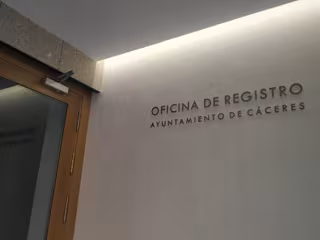 OFICINA DE REGISTRO
AYUNTAMIENTO DE CÁCERES